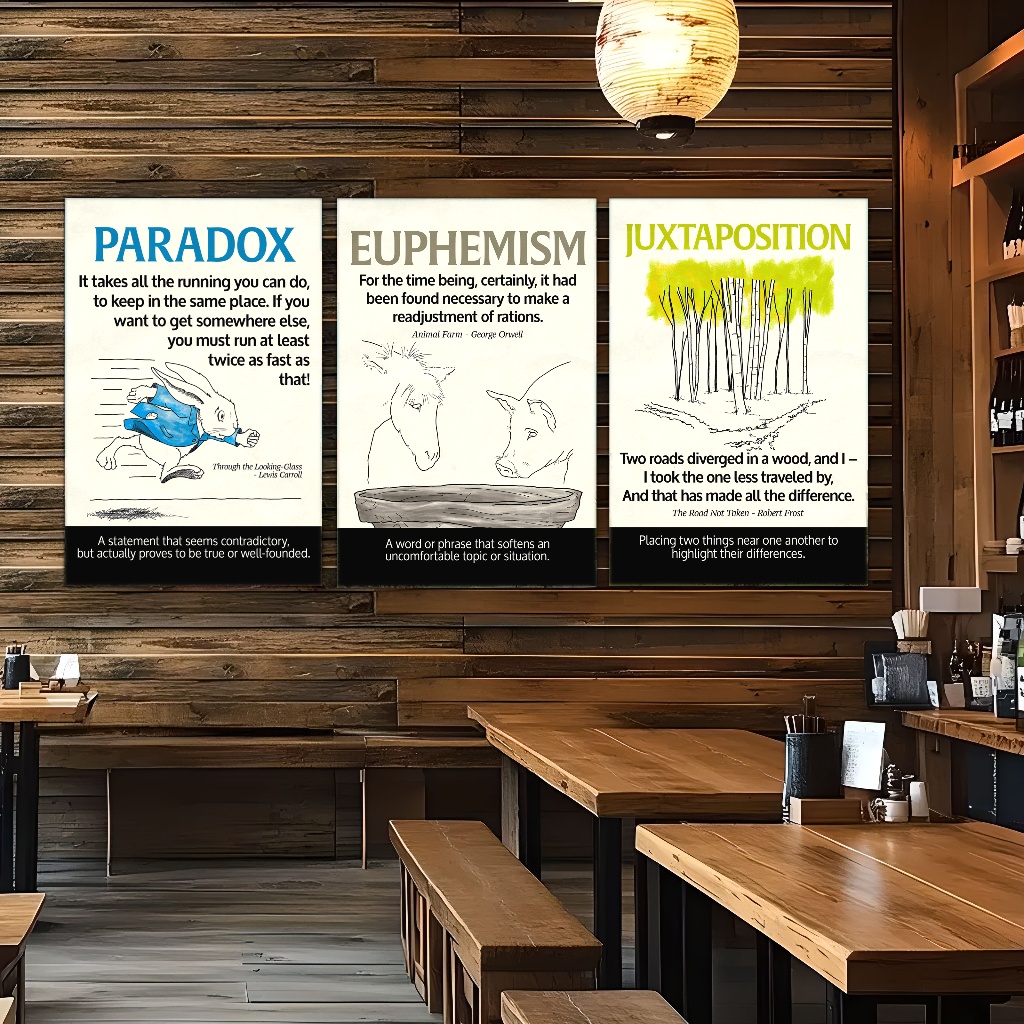 PARADOX
It takes all the running you can do,
to keep in the same place. If you
want to get somewhere else,
you must run at least
twice as fast as
that!
Through the Looking-Glass
- Lewis Carroll
A statement that seems contradictory,
but actually proves to be true or well-founded.
EUPHEMISM
For the time being, certainly, it had
been found necessary to make a
readjustment of rations.
Animal Farm - George Orwell
A word or phrase that softens an
uncomfortable topic or situation.
JUXTAPOSITION
Two roads diverged in a wood, and I –
I took the one less traveled by,
And that has made all the difference.
The Road Not Taken - Robert Frost
Placing two things near one another to
highlight their differences.